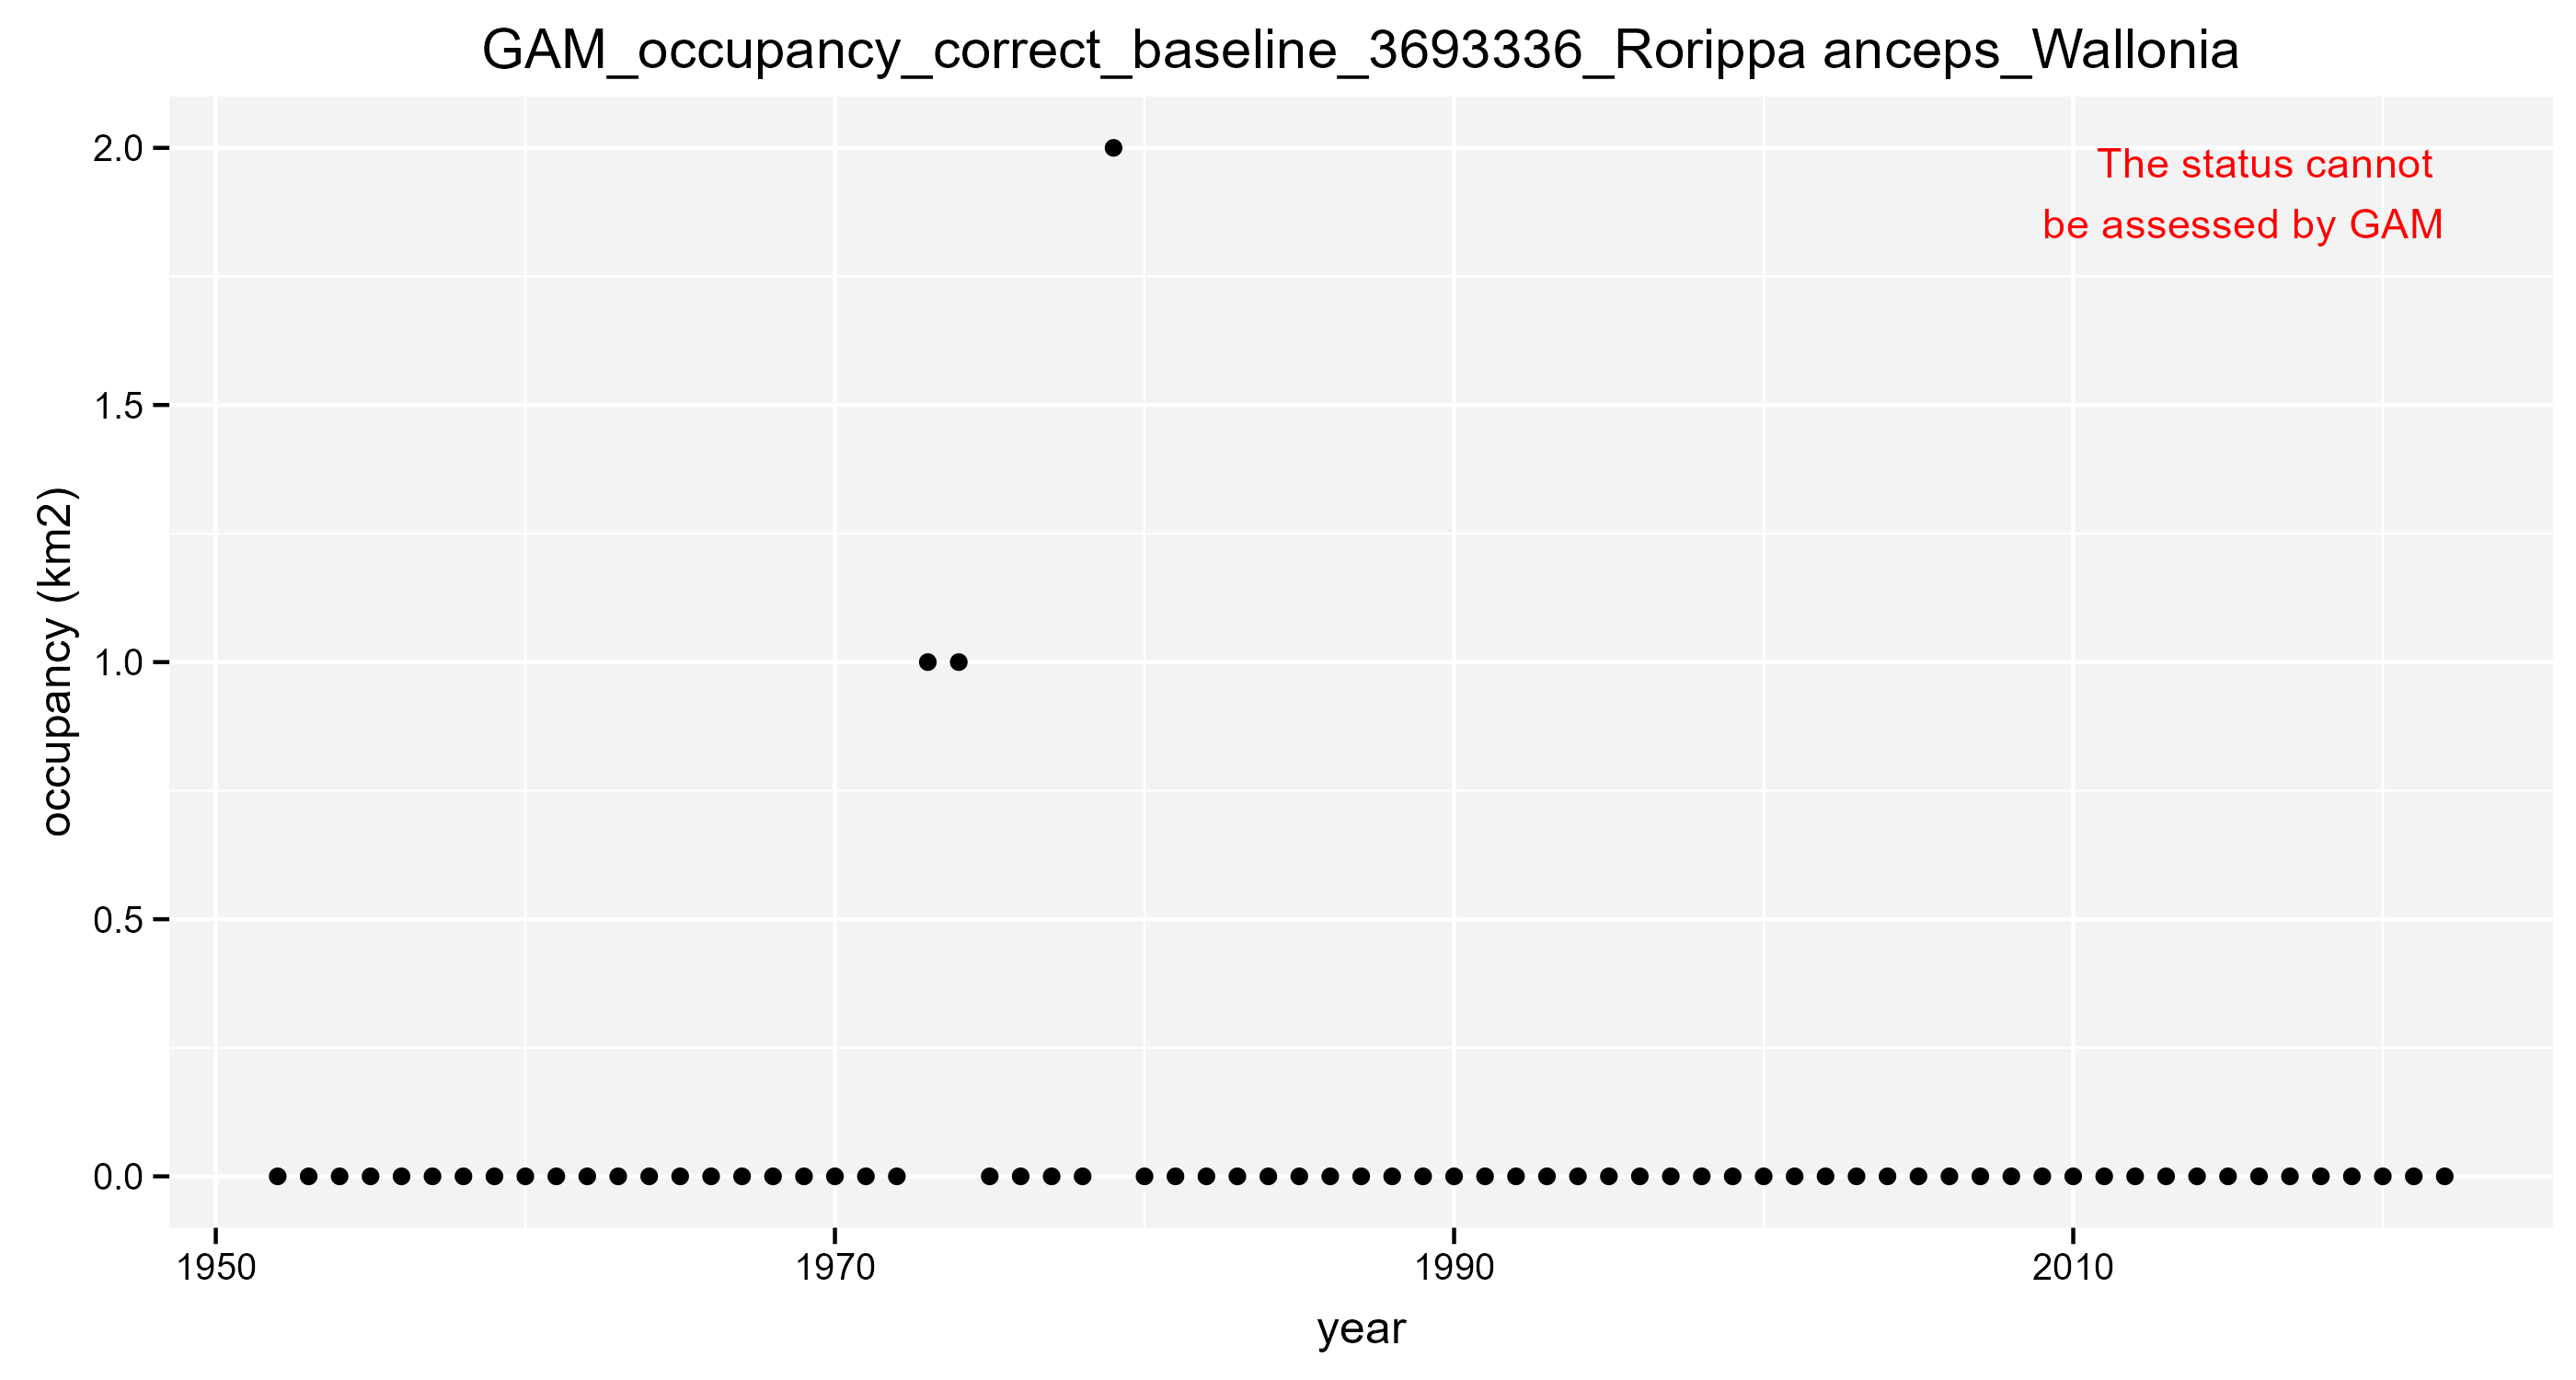 GAM_occupancy_correct_baseline_3693336_Rorippa anceps_Wallonia
The status cannot
be assessed by GAM
occupancy (km2)
2.0
1.5
1.0
0.5
0.0
1950 1970 1990 2010
year